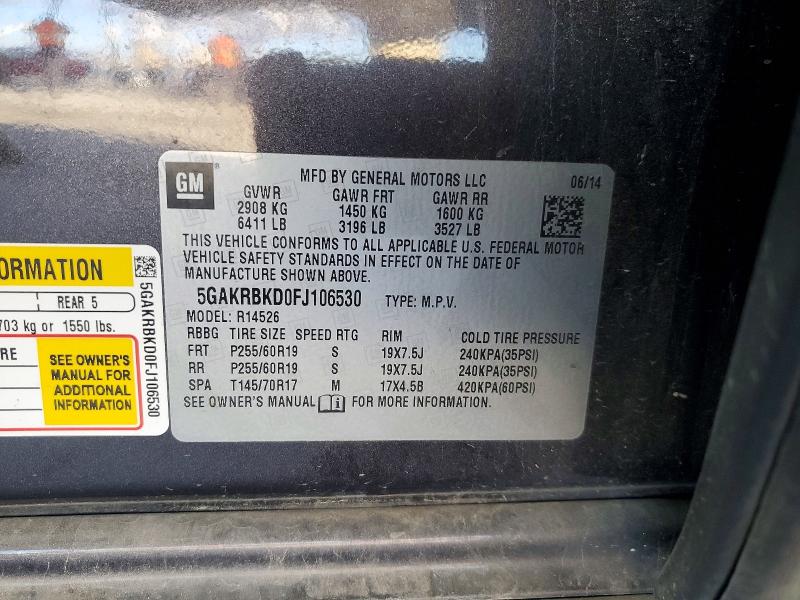 GM
MFD BY GENERAL MOTORS LLC 06/14
GVWR GAWR FRT GAWR RR
2908 KG 1450 KG 1600 KG
6411 LB 3196 LB 3527 LB
THIS VEHICLE CONFORMS TO ALL APPLICABLE U.S. FEDERAL MOTOR
VEHICLE SAFETY STANDARDS IN EFFECT ON THE DATE OF
MANUFACTURE SHOWN ABOVE.
5GAKRBKD0FJ106530 TYPE: M.P.V.
MODEL: R14526
RBBG TIRE SIZE SPEED RTG RIM COLD TIRE PRESSURE
FRT P255/60R19 S 19X7.5J 240KPA(35PSI)
RR P255/60R19 S 19X7.5J 240KPA(35PSI)
SPA T145/70R17 M 17X4.5B 420KPA(60PSI)
SEE OWNER'S MANUAL FOR MORE INFORMATION.
ORMATION
REAR 5
703 kg or 1550 lbs.
RE
SEE OWNER'S
MANUAL FOR
ADDITIONAL
INFORMATION
5GAKRBKD0FJ106530